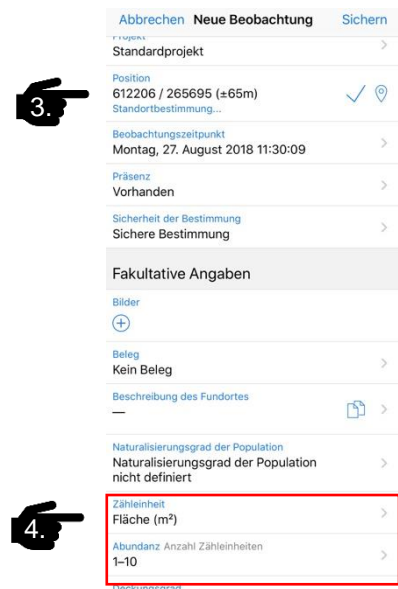 Abbrechen Neue Beobachtung Sichern
Projekt
Standardprojekt
3.
Position
612206 / 265695 (±65m)
Standortbestimmung...
Beobachtungszeitpunkt
Montag, 27. August 2018 11:30:09
Präsenz
Vorhanden
Sicherheit der Bestimmung
Sichere Bestimmung
Fakultative Angaben
Bilder
Beleg
Kein Beleg
Beschreibung des Fundortes
—
Naturalisierungsgrad der Population
Naturalisierungsgrad der Population
nicht definiert
4.
Zähleinheit
Fläche (m²)
Abundanz Anzahl Zähleinheiten
1–10
Deckungsgrad